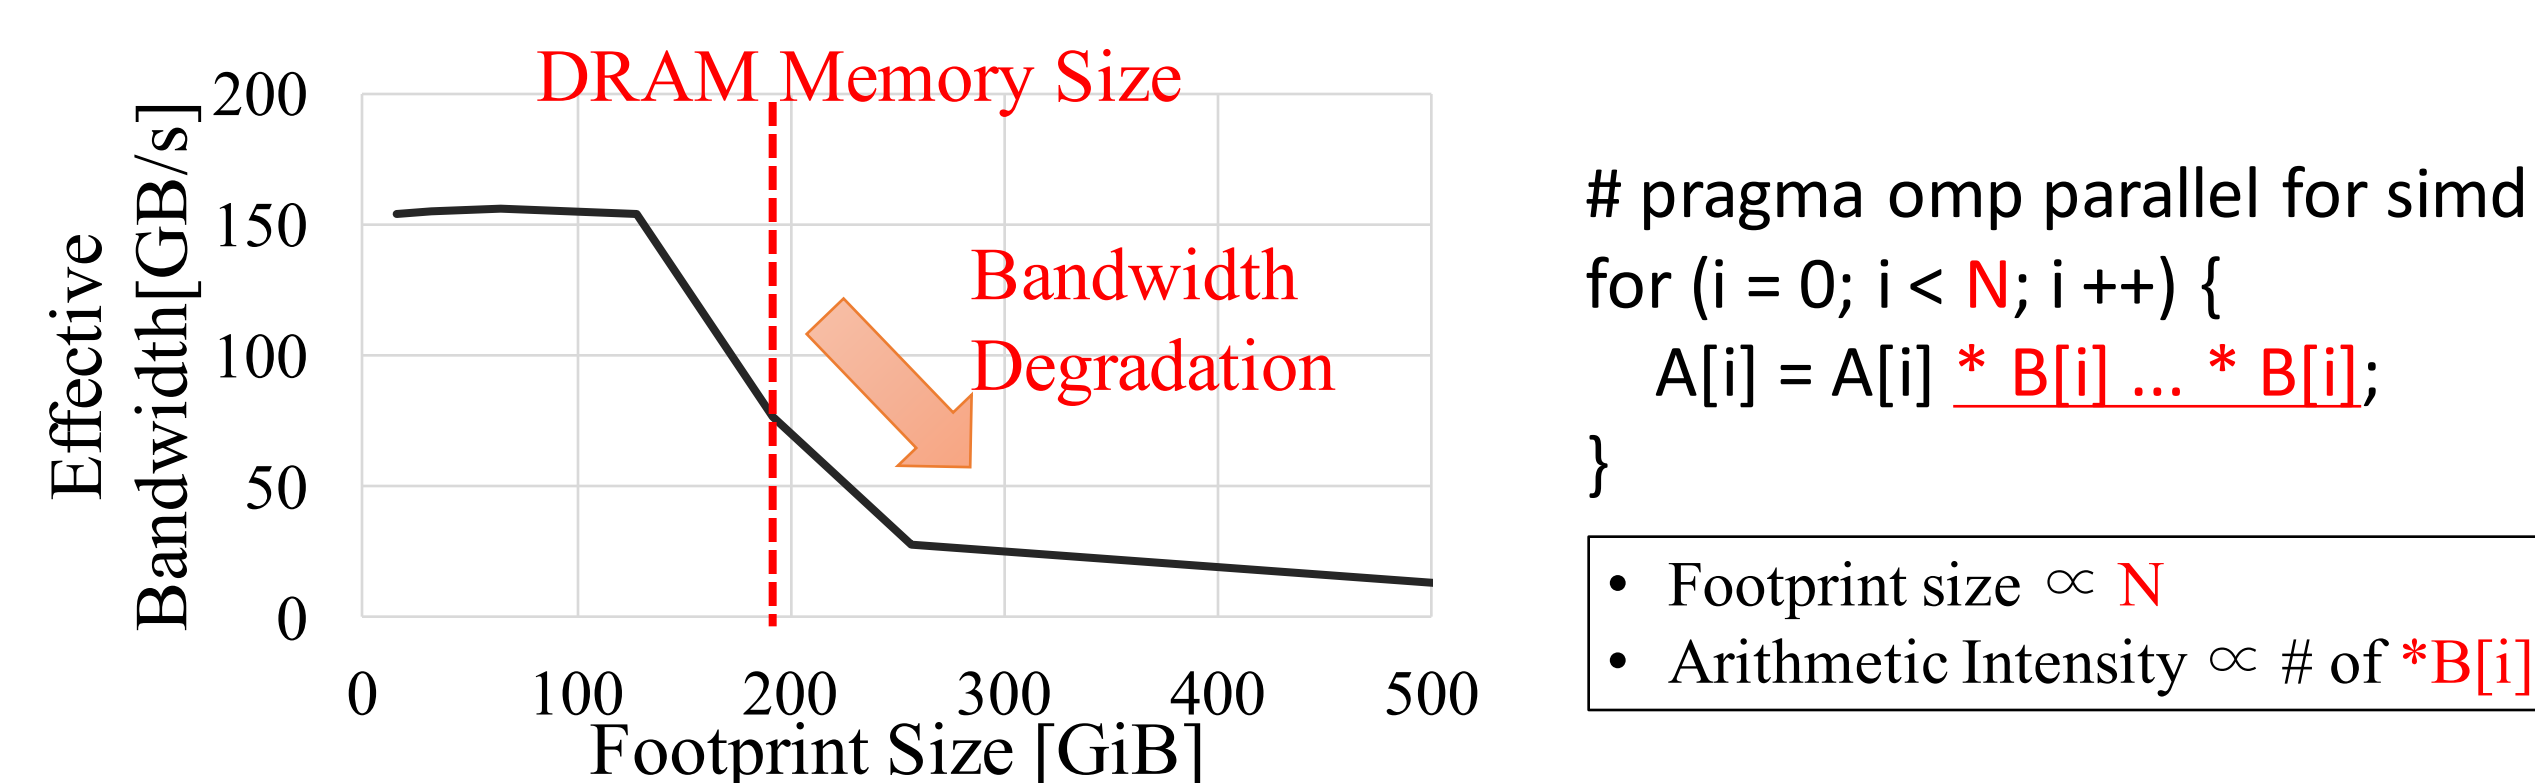 DRAM Memory Size
Effective
Bandwidth[GB/s]
200
150
100
50
0
Bandwidth
Degradation
0 100 200 300 400 500
Footprint Size [GiB]
# pragma omp parallel for simd
for (i = 0; i < N; i ++) {
A[i] = A[i] * B[i] ... * B[i];
}
• Footprint size ∝ N
• Arithmetic Intensity ∝ # of *B[i]